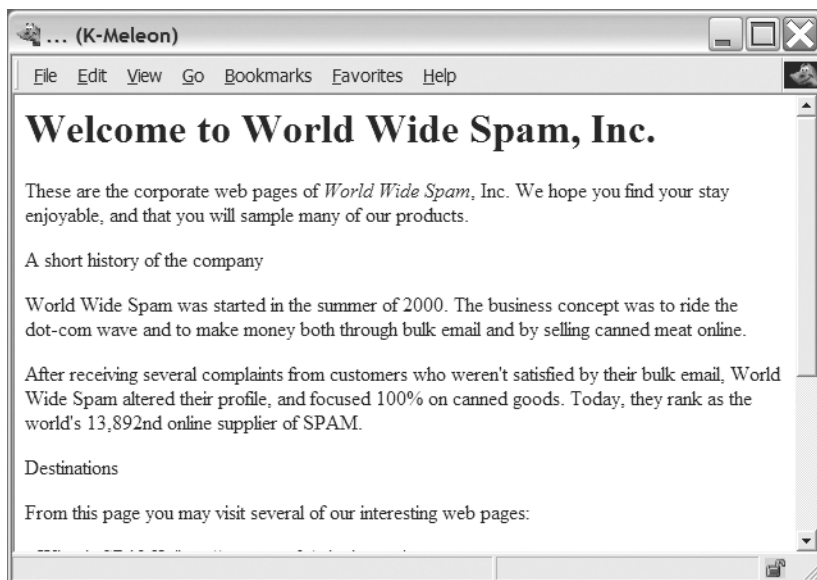 ... (K-Meleon)
File Edit View Go Bookmarks Favorites Help
Welcome to World Wide Spam, Inc.
These are the corporate web pages of World Wide Spam, Inc. We hope you find your stay
enjoyable, and that you will sample many of our products.
A short history of the company
World Wide Spam was started in the summer of 2000. The business concept was to ride the
dot-com wave and to make money both through bulk email and by selling canned meat online.
After receiving several complaints from customers who weren't satisfied by their bulk email, World
Wide Spam altered their profile, and focused 100% on canned goods. Today, they rank as the
world's 13,892nd online supplier of SPAM.
Destinations
From this page you may visit several of our interesting web pages: